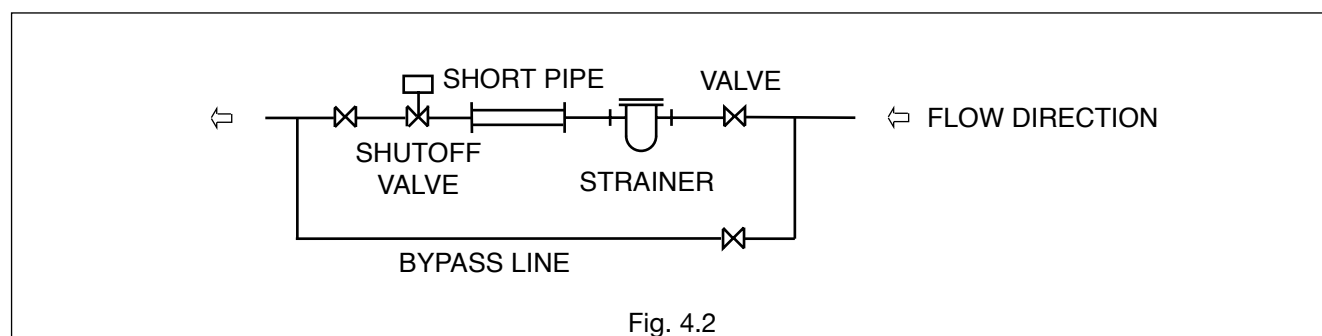 SHORT PIPE
VALVE
FLOW DIRECTION
SHUTOFF
VALVE
STRAINER
BYPASS LINE
Fig. 4.2